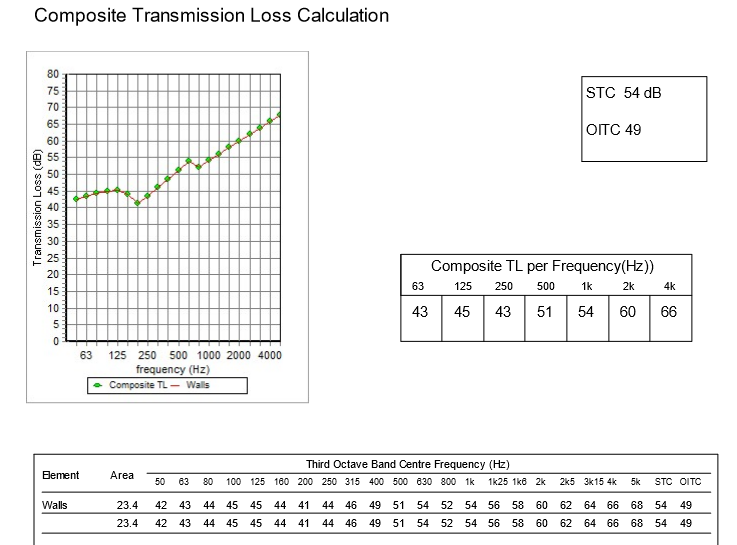 Composite Transmission Loss Calculation
80
75
70
65
60
55
50
45
40
35
30
25
20
15
10
5
0
Transmission Loss (dB)
63 125 250 500 1000 2000 4000
frequency (Hz)
Composite TL Walls
STC 54 dB
OITC 49
Composite TL per Frequency(Hz))
63 125 250 500 1k 2k 4k
43 45 43 51 54 60 66
Third Octave Band Centre Frequency (Hz)
Element Area
50 63 80 100 125 160 200 250 315 400 500 630 800 1k 1k25 1k6 2k 2k5 3k15 4k 5k STC OITC
Walls 23.4 42 43 44 45 45 44 41 44 46 49 51 54 52 54 56 58 60 62 64 66 68 54 49
23.4 42 43 44 45 45 44 41 44 46 49 51 54 52 54 56 58 60 62 64 66 68 54 49